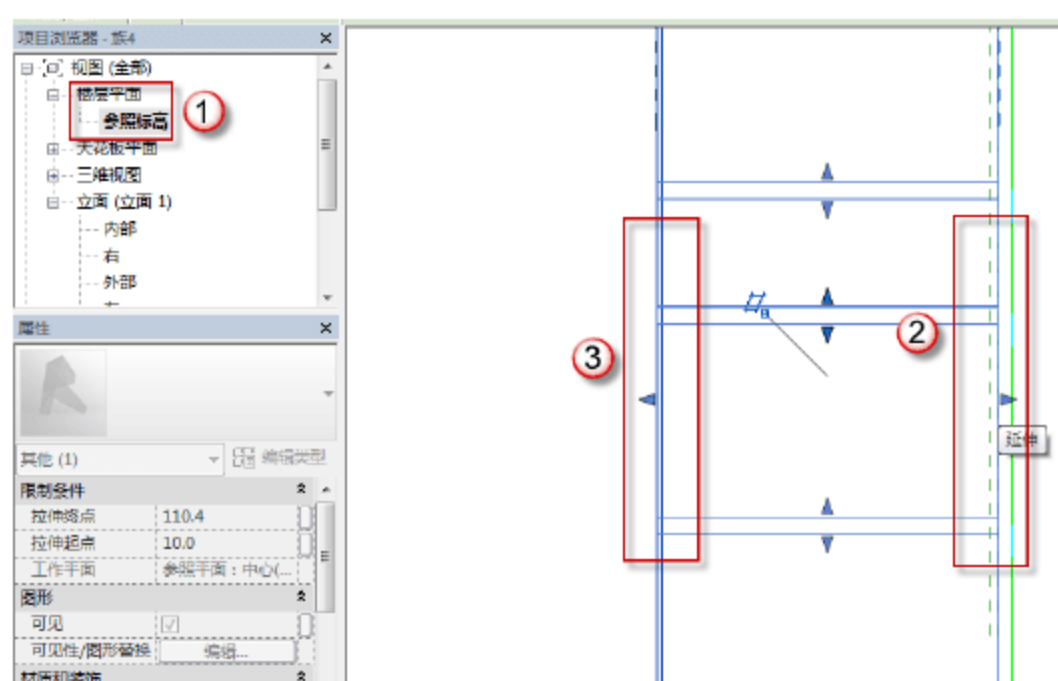 项目浏览器 - 族4
视图 (全部)
楼层平面
参照标高
1
天花板平面
三维视图
立面 (立面 1)
内部
右
外部
属性
其他 (1)
编辑类型
限制条件
拉伸终点 110.4
拉伸起点 10.0
工作平面 参照平面：中心(...
图形
可见
可见性/图形替换 编辑...
材质和装饰
3
2
延伸